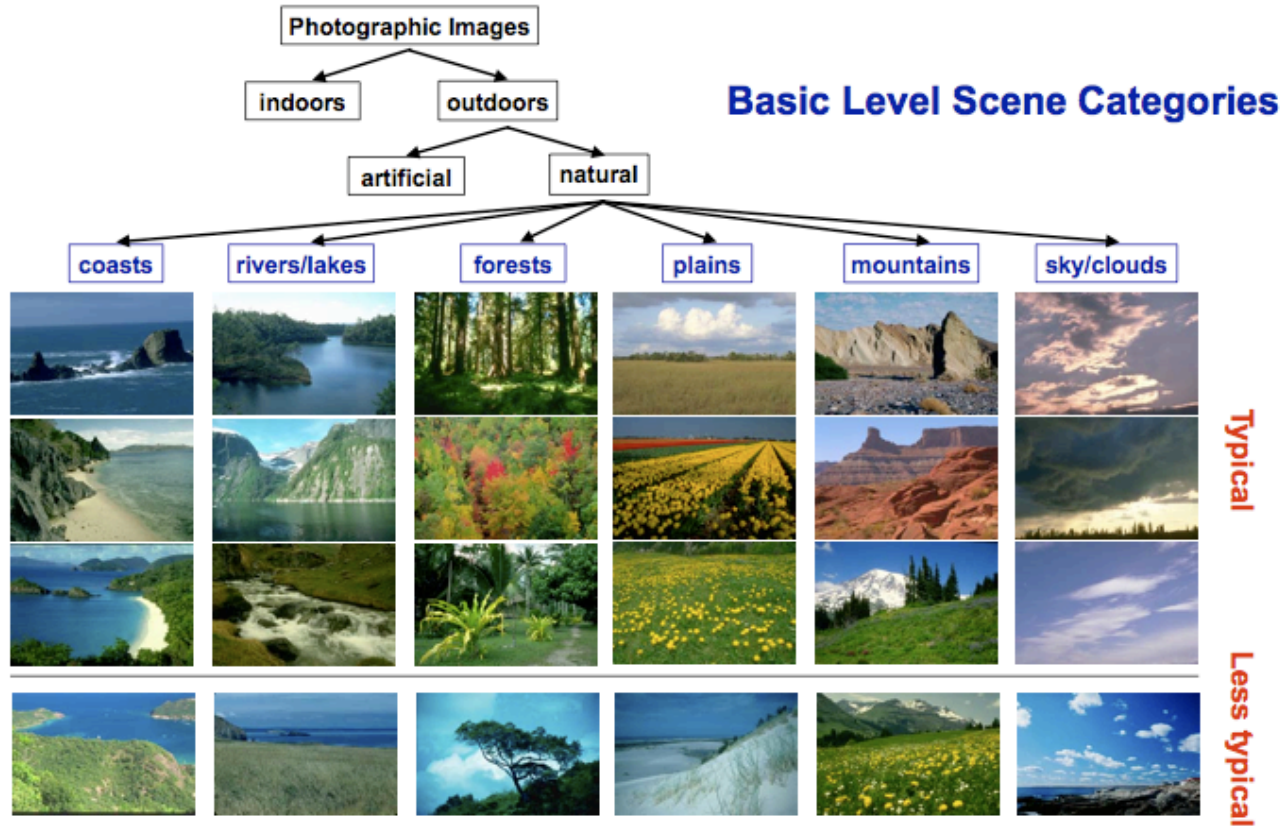 Photographic Images
indoors
outdoors
Basic Level Scene Categories
artificial
natural
coasts
rivers/lakes
forests
plains
mountains
sky/clouds
Typical
Less typical